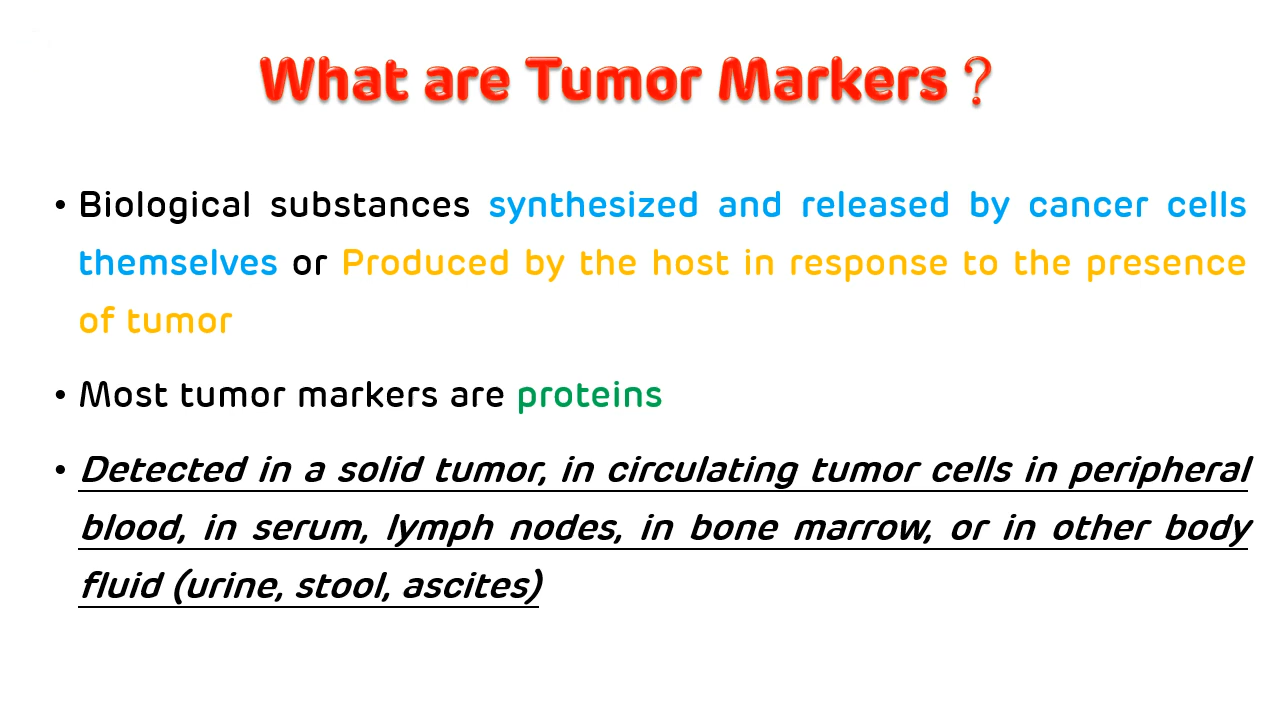 What are Tumor Markers ?
• Biological substances synthesized and released by cancer cells
themselves or Produced by the host in response to the presence
of tumor
• Most tumor markers are proteins
• Detected in a solid tumor, in circulating tumor cells in peripheral
blood, in serum, lymph nodes, in bone marrow, or in other body
fluid (urine, stool, ascites)